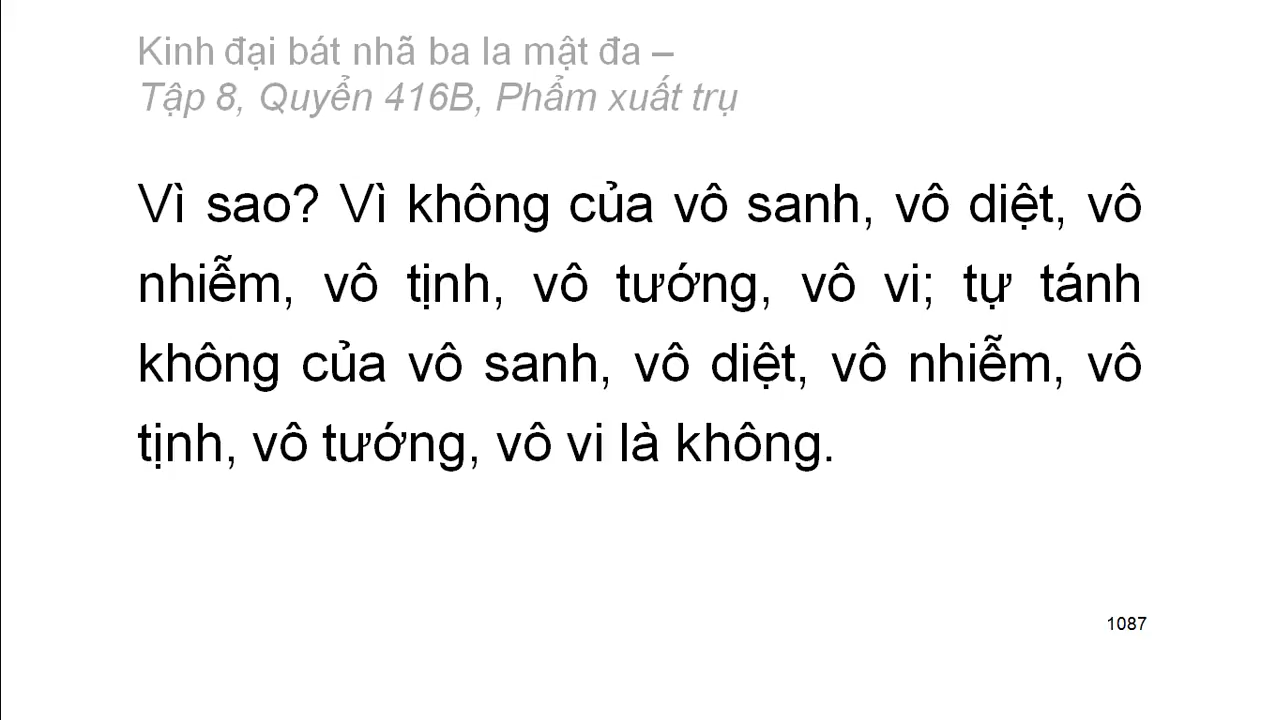 Kinh đại bát nhã ba la mật đa –
Tập 8, Quyển 416B, Phẩm xuất trụ
Vì sao? Vì không của vô sanh, vô diệt, vô
nhiễm, vô tịnh, vô tướng, vô vi; tự tánh
không của vô sanh, vô diệt, vô nhiễm, vô
tịnh, vô tướng, vô vi là không.
1087